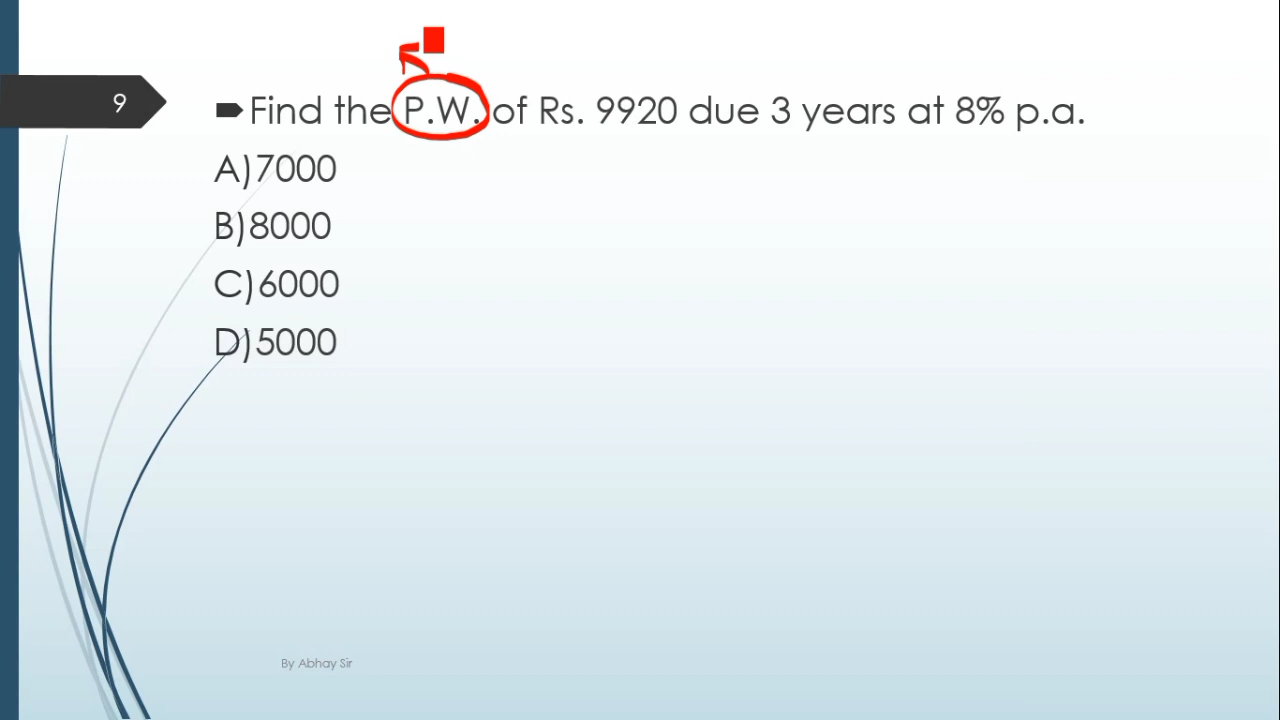 9
Find the P.W. of Rs. 9920 due 3 years at 8% p.a.
A)7000
B)8000
C)6000
D)5000
By Abhay Sir